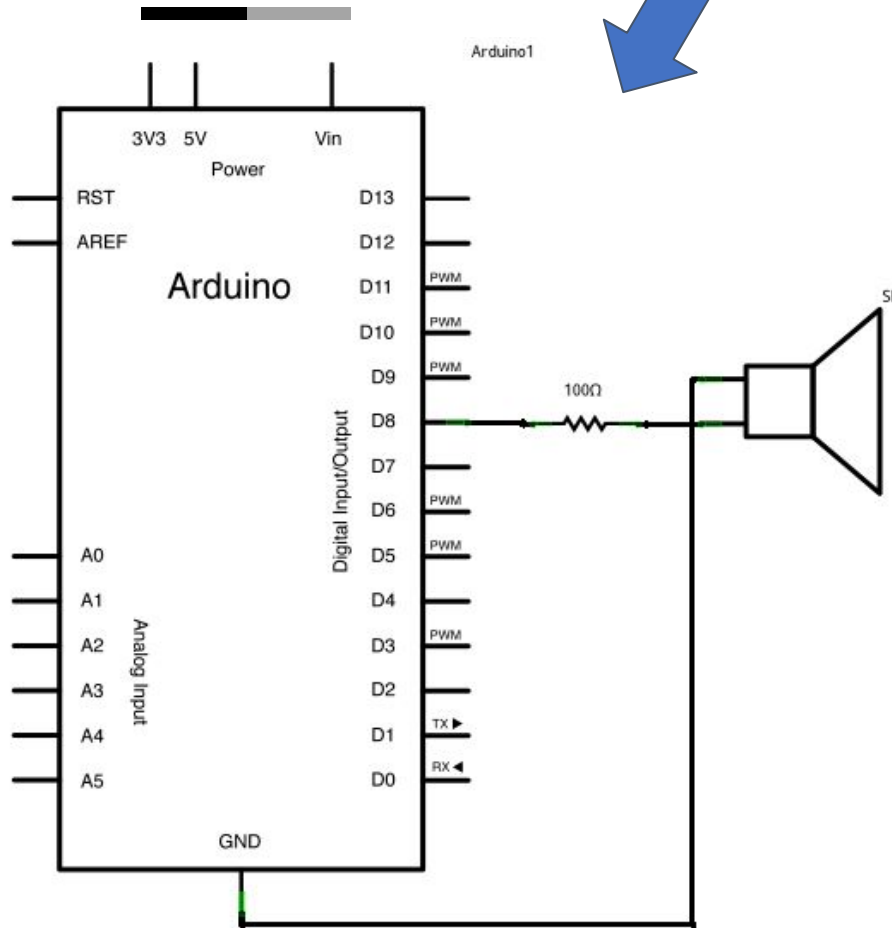 Arduino1
3V3 5V Vin
Power
RST D13
AREF D12
Arduino
D11 PWM
D10 PWM
D9 PWM
100Ω
D8
D7
D6 PWM
A0 D5 PWM
A1 D4
A2 D3 PWM
A3 D2
A4 D1 TX ▶
A5 D0 RX ◀
Digital Input/Output
Analog Input
GND